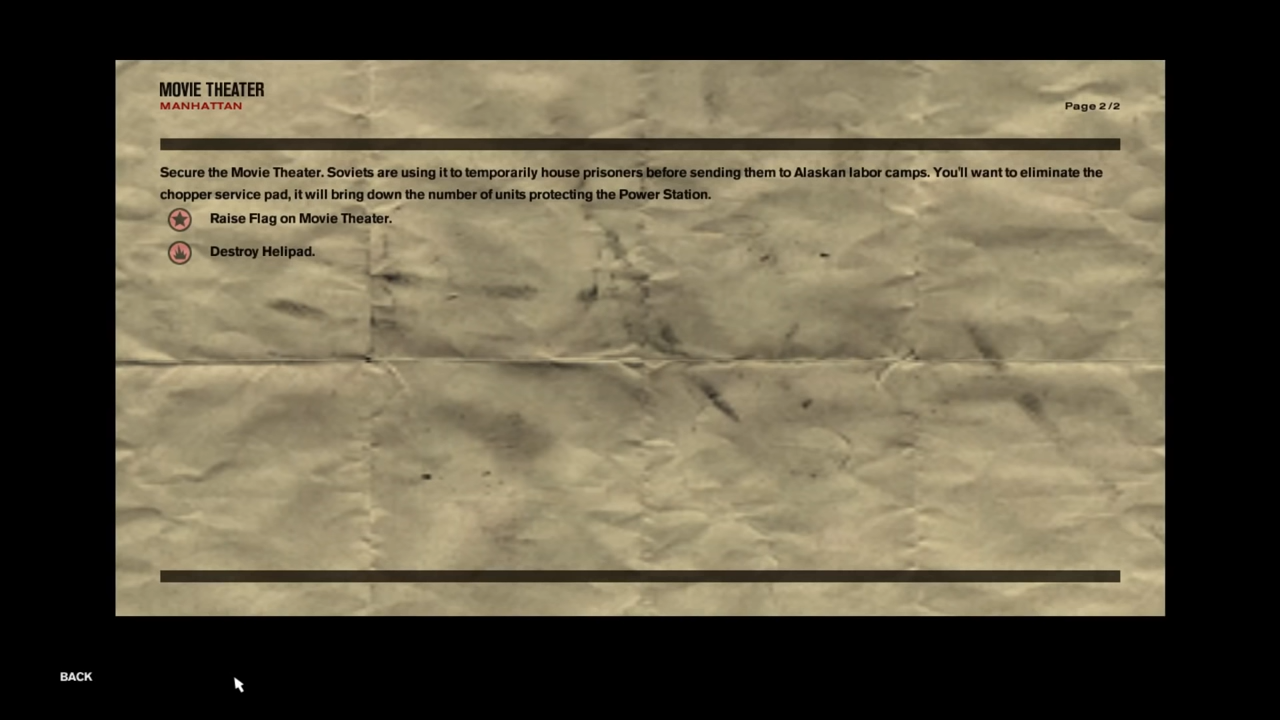 MOVIE THEATER
MANHATTAN
Page 2/2
Secure the Movie Theater. Soviets are using it to temporarily house prisoners before sending them to Alaskan labor camps. You'll want to eliminate the
chopper service pad, it will bring down the number of units protecting the Power Station.
Raise Flag on Movie Theater.
Destroy Helipad.
BACK